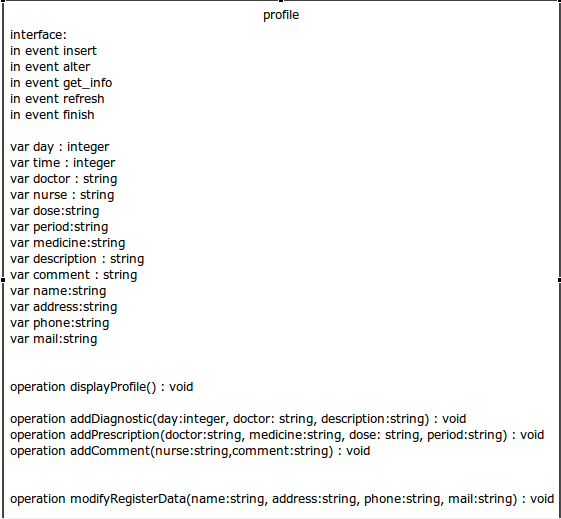 profile
interface:
in event insert
in event alter
in event get_info
in event refresh
in event finish
var day : integer
var time : integer
var doctor : string
var nurse : string
var dose:string
var period:string
var medicine:string
var description : string
var comment : string
var name:string
var address:string
var phone:string
var mail:string
operation displayProfile() : void
operation addDiagnostic(day:integer, doctor: string, description:string) : void
operation addPrescription(doctor:string, medicine:string, dose: string, period:string) : void
operation addComment(nurse:string,comment:string) : void
operation modifyRegisterData(name:string, address:string, phone:string, mail:string) : void